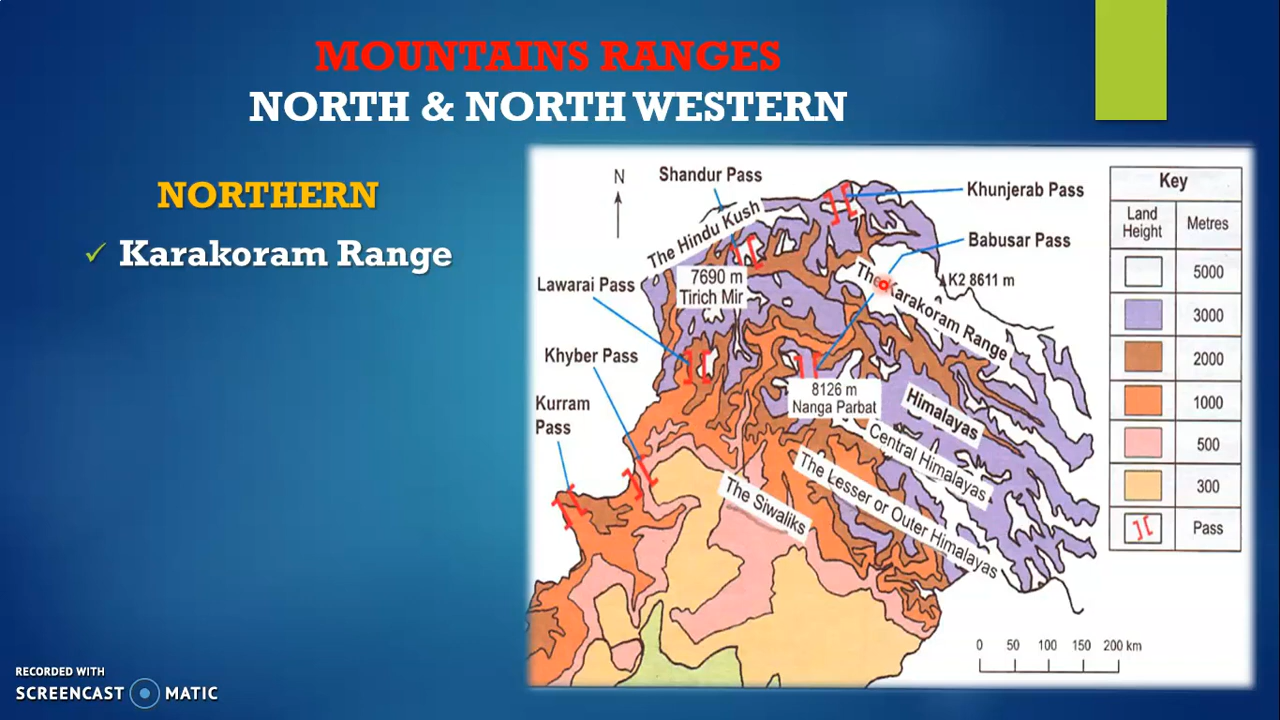 MOUNTAINS RANGES
NORTH & NORTH WESTERN
NORTHERN
✓ Karakoram Range
N
Shandur Pass
Khunjerab Pass
The Hindu Kush
Babusar Pass
Lawarai Pass
7690 m
Tirich Mir
The Karakoram Range
K2 8611 m
Khyber Pass
8126 m
Nanga Parbat
Kurram
Pass
Himalayas
Central Himalayas
The Lesser or Outer Himalayas
The Siwaliks
Key
Land
Height
Metres
5000
3000
2000
1000
500
300
Pass
0 50 100 150 200 km
RECORDED WITH
SCREENCAST MATIC